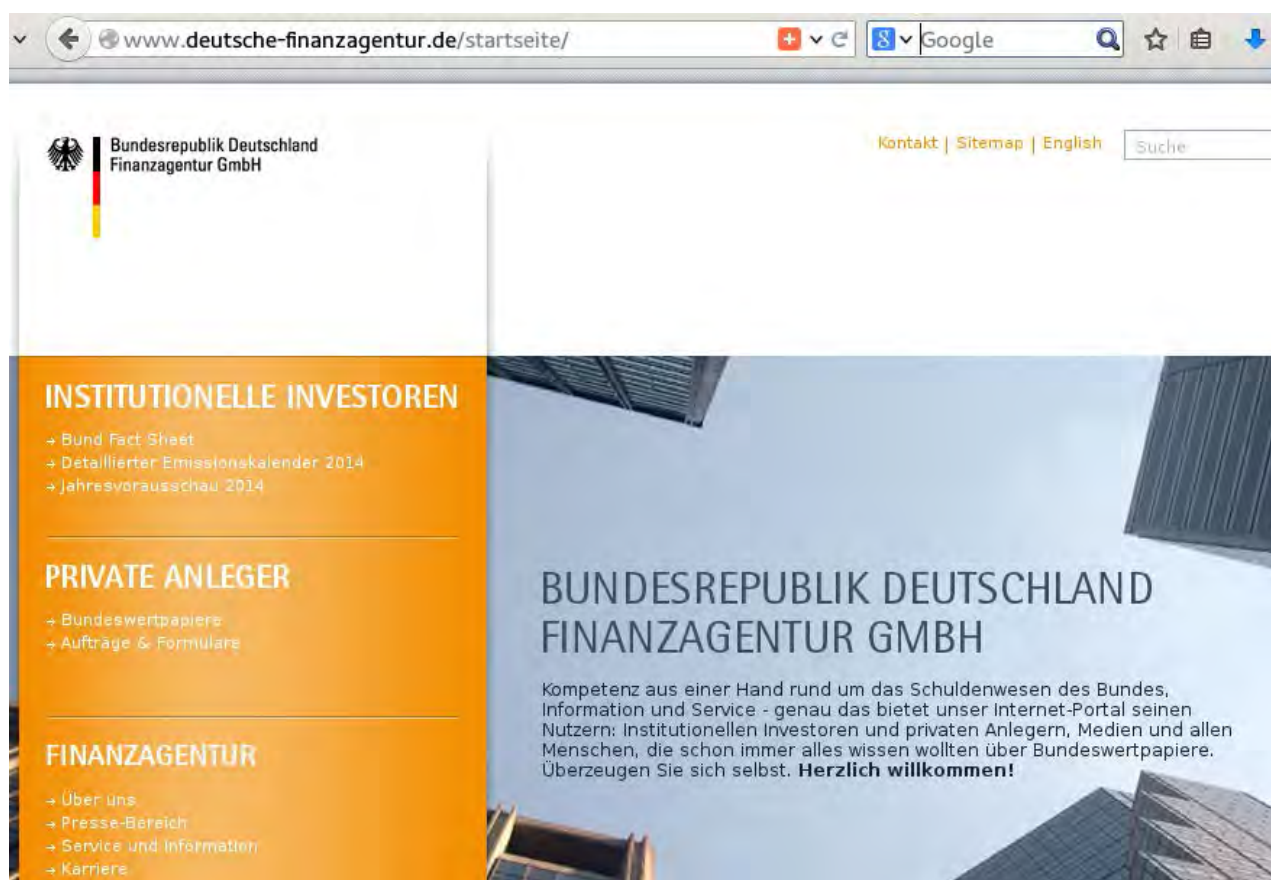 www.deutsche-finanzagentur.de/startseite/
Google
Bundesrepublik Deutschland
Finanzagentur GmbH
Kontakt | Sitemap | English
Suche
INSTITUTIONELLE INVESTOREN
→ Bund Fact Sheet
→ Detaillierter Emissionskalender 2014
→ Jahresvorausschau 2014
PRIVATE ANLEGER
→ Bundeswertpapiere
→ Aufträge & Formulare
FINANZAGENTUR
→ Über uns
→ Presse-Bereich
→ Service und Information
→ Karriere
BUNDESREPUBLIK DEUTSCHLAND
FINANZAGENTUR GMBH
Kompetenz aus einer Hand rund um das Schuldenwesen des Bundes,
Information und Service - genau das bietet unser Internet-Portal seinen
Nutzern: Institutionellen Investoren und privaten Anlegern, Medien und allen
Menschen, die schon immer alles wissen wollten über Bundeswertpapiere.
Überzeugen Sie sich selbst. Herzlich willkommen!